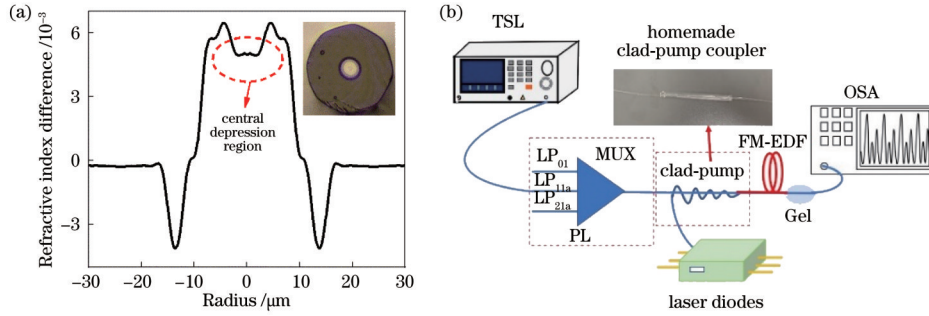 (a)
Refractive index difference /10⁻³
6
3
0
−3
central
depression
region
−30
−20
−10
0
10
20
30
Radius /μm
(b)
TSL
homemade
clad-pump coupler
OSA
MUX
FM-EDF
clad-pump
LP₀₁
LP₁₁ₐ
LP₂₁ₐ
PL
Gel
laser diodes